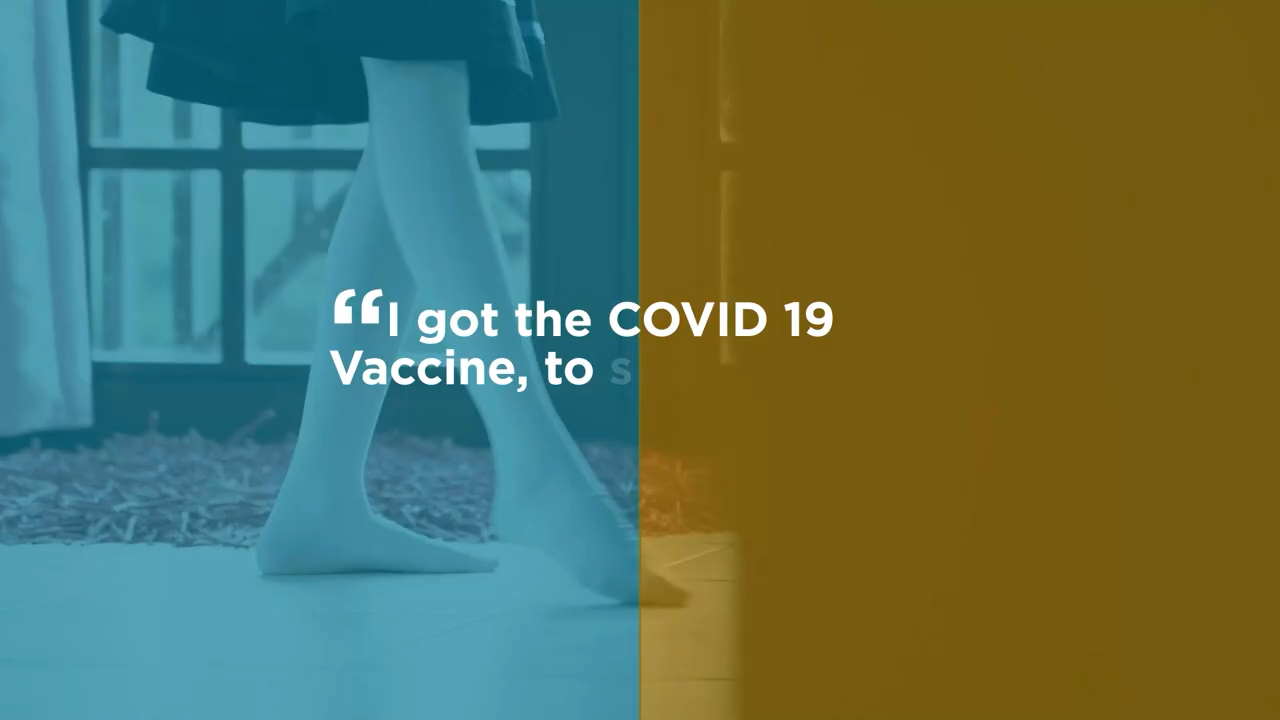 “I got the COVID 19
Vaccine, to s